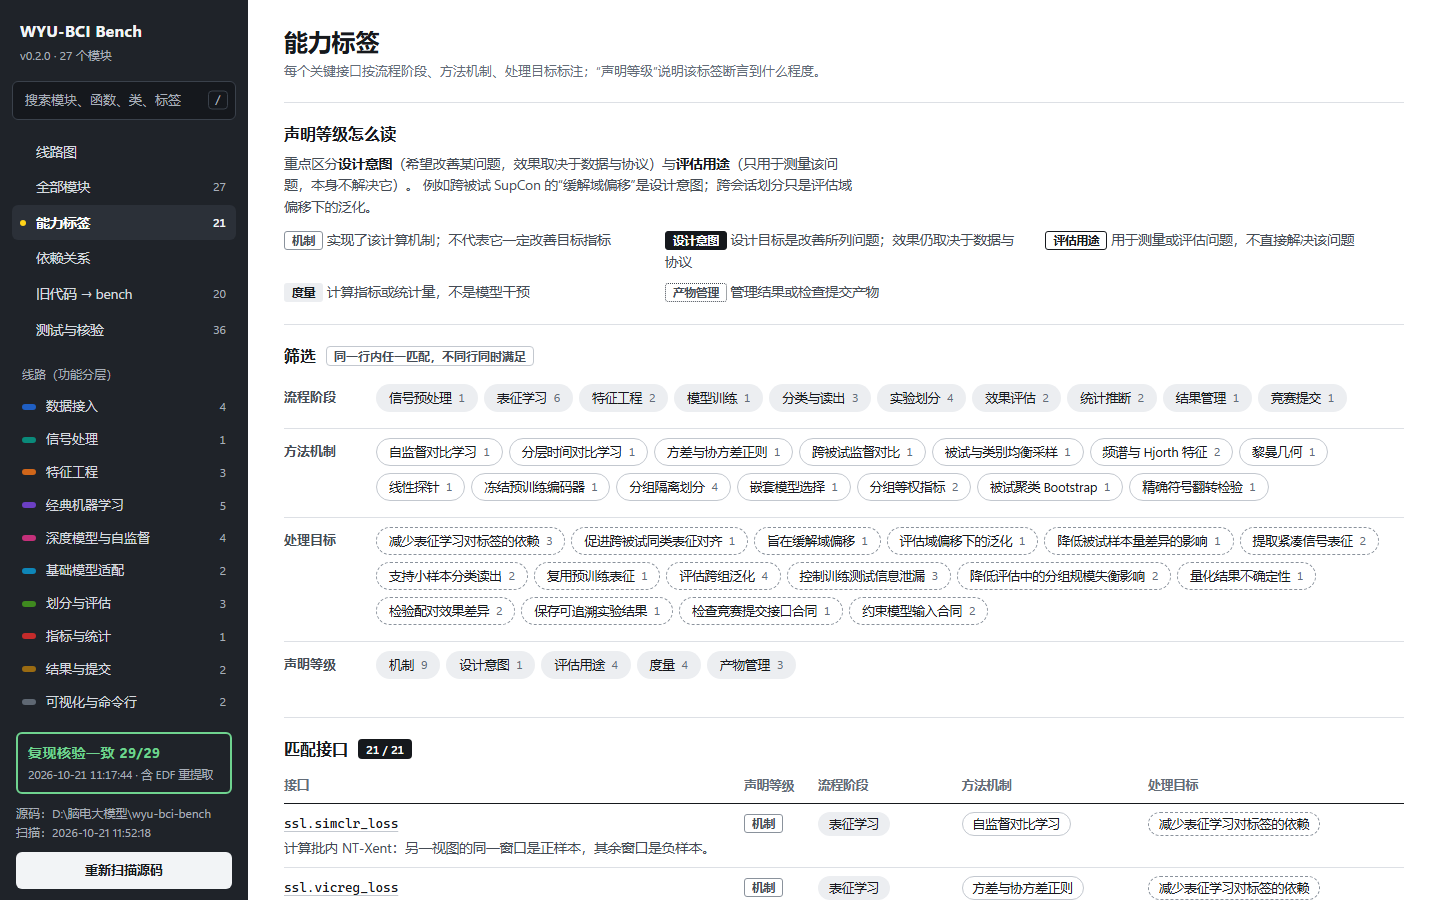 WYU-BCI Bench
v0.2.0 · 27 个模块
搜索模块、函数、类、标签 /
线路图
全部模块 27
能力标签 21
依赖关系
旧代码 → bench 20
测试与核验 36
线路（功能分层）
数据接入 4
信号处理 1
特征工程 3
经典机器学习 5
深度模型与自监督 4
基础模型适配 2
划分与评估 3
指标与统计 1
结果与提交 2
可视化与命令行 2
复现核验一致 29/29
2026-10-21 11:17:44 · 含 EDF 重提取
源码：D:\脑电大模型\wyu-bci-bench
扫描：2026-10-21 11:52:18
重新扫描源码
能力标签
每个关键接口按流程阶段、方法机制、处理目标标注；“声明等级”说明该标签断言到什么程度。
声明等级怎么读
重点区分设计意图（希望改善某问题，效果取决于数据与协议）与评估用途（只用于测量该问
题，本身不解决它）。 例如跨被试 SupCon 的“缓解域偏移”是设计意图；跨会话划分只是评估域
偏移下的泛化。
机制 实现了该计算机制；不代表它一定改善目标指标
设计意图 设计目标是改善所列问题；效果仍取决于数据与
协议
评估用途 用于测量或评估问题，不直接解决该问题
度量 计算指标或统计量，不是模型干预
产物管理 管理结果或检查提交产物
筛选 同一行内任一匹配，不同行同时满足
流程阶段 信号预处理 1 表征学习 6 特征工程 2 模型训练 1 分类与读出 3 实验划分 4 效果评估 2 统计推断 2 结果管理 1 竞赛提交 1
方法机制 自监督对比学习 1 分层时间对比学习 1 方差与协方差正则 1 跨被试监督对比 1 被试与类别均衡采样 1 频谱与 Hjorth 特征 2 黎曼几何 1
线性探针 1 冻结预训练编码器 1 分组隔离划分 4 嵌套模型选择 1 分组等权指标 2 被试聚类 Bootstrap 1 精确符号翻转检验 1
处理目标 减少表征学习对标签的依赖 3 促进跨被试同类表征对齐 1 旨在缓解域偏移 1 评估域偏移下的泛化 1 降低被试样本量差异的影响 1 提取紧凑信号表征 2
支持小样本分类读出 2 复用预训练表征 1 评估跨组泛化 4 控制训练测试信息泄漏 3 降低评估中的分组规模失衡影响 2 量化结果不确定性 1
检验配对效果差异 2 保存可追溯实验结果 1 检查竞赛提交接口合同 1 约束模型输入合同 2
声明等级 机制 9 设计意图 1 评估用途 4 度量 4 产物管理 3
匹配接口 21 / 21
接口 声明等级 流程阶段 方法机制 处理目标
ssl.simclr_loss 机制 表征学习 自监督对比学习 减少表征学习对标签的依赖
计算批内 NT-Xent：另一视图的同一窗口是正样本，其余窗口是负样本。
ssl.vicreg_loss 机制 表征学习 方差与协方差正则 减少表征学习对标签的依赖